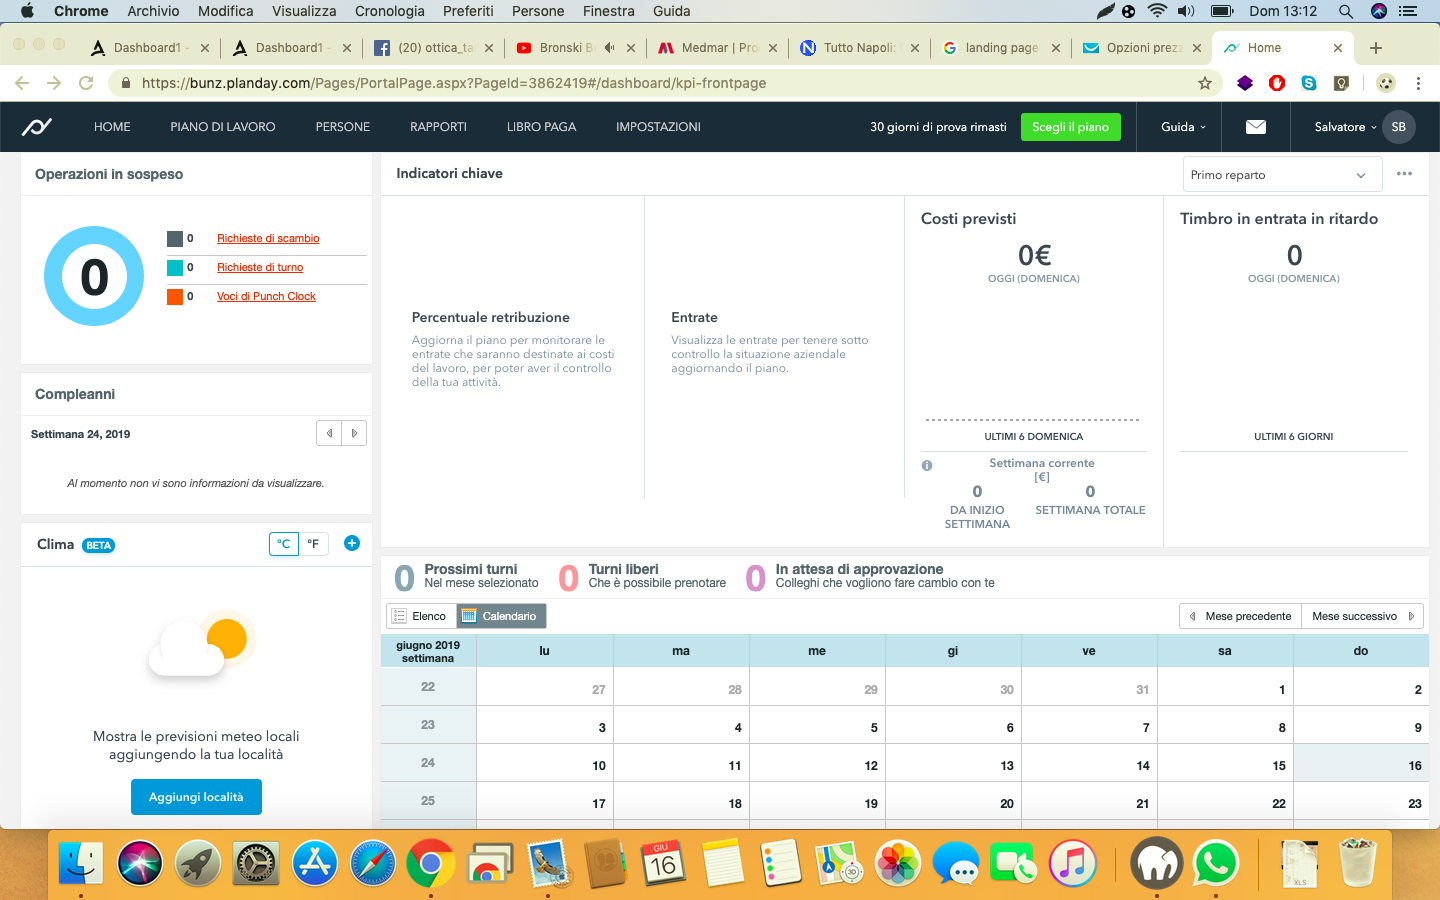 Chrome Archivio Modifica Visualizza Cronologia Preferiti Persone Finestra Guida Dom 13:12
Dashboard1 - Dashboard1 - (20) ottica_ta Bronski B Medmar | Pro Tutto Napoli: landing page Opzioni prezz Home
https://bunz.planday.com/Pages/PortalPage.aspx?PageId=3862419#/dashboard/kpi-frontpage
HOME PIANO DI LAVORO PERSONE RAPPORTI LIBRO PAGA IMPOSTAZIONI 30 giorni di prova rimasti Scegli il piano Guida Salvatore SB
Operazioni in sospeso
0
0 Richieste di scambio
0 Richieste di turno
0 Voci di Punch Clock
Compleanni
Settimana 24, 2019
Al momento non vi sono informazioni da visualizzare.
Clima BETA °C °F
Mostra le previsioni meteo locali
aggiungendo la tua località
Aggiungi località
Indicatori chiave
Primo reparto
Percentuale retribuzione
Aggiorna il piano per monitorare le
entrate che saranno destinate ai costi
del lavoro, per poter aver il controllo
della tua attività.
Entrate
Visualizza le entrate per tenere sotto
controllo la situazione aziendale
aggiornando il piano.
Costi previsti
0€
OGGI (DOMENICA)
ULTIMI 6 DOMENICA
Settimana corrente
[€]
0 0
DA INIZIO SETTIMANA TOTALE
SETTIMANA
Timbro in entrata in ritardo
0
OGGI (DOMENICA)
ULTIMI 6 GIORNI
0 Prossimi turni
Nel mese selezionato
0 Turni liberi
Che è possibile prenotare
0 In attesa di approvazione
Colleghi che vogliono fare cambio con te
Elenco Calendario Mese precedente Mese successivo
giugno 2019
settimana lu ma me gi ve sa do
22 27 28 29 30 31 1 2
23 3 4 5 6 7 8 9
24 10 11 12 13 14 15 16
25 17 18 19 20 21 22 23
GIU
16
30
XLS